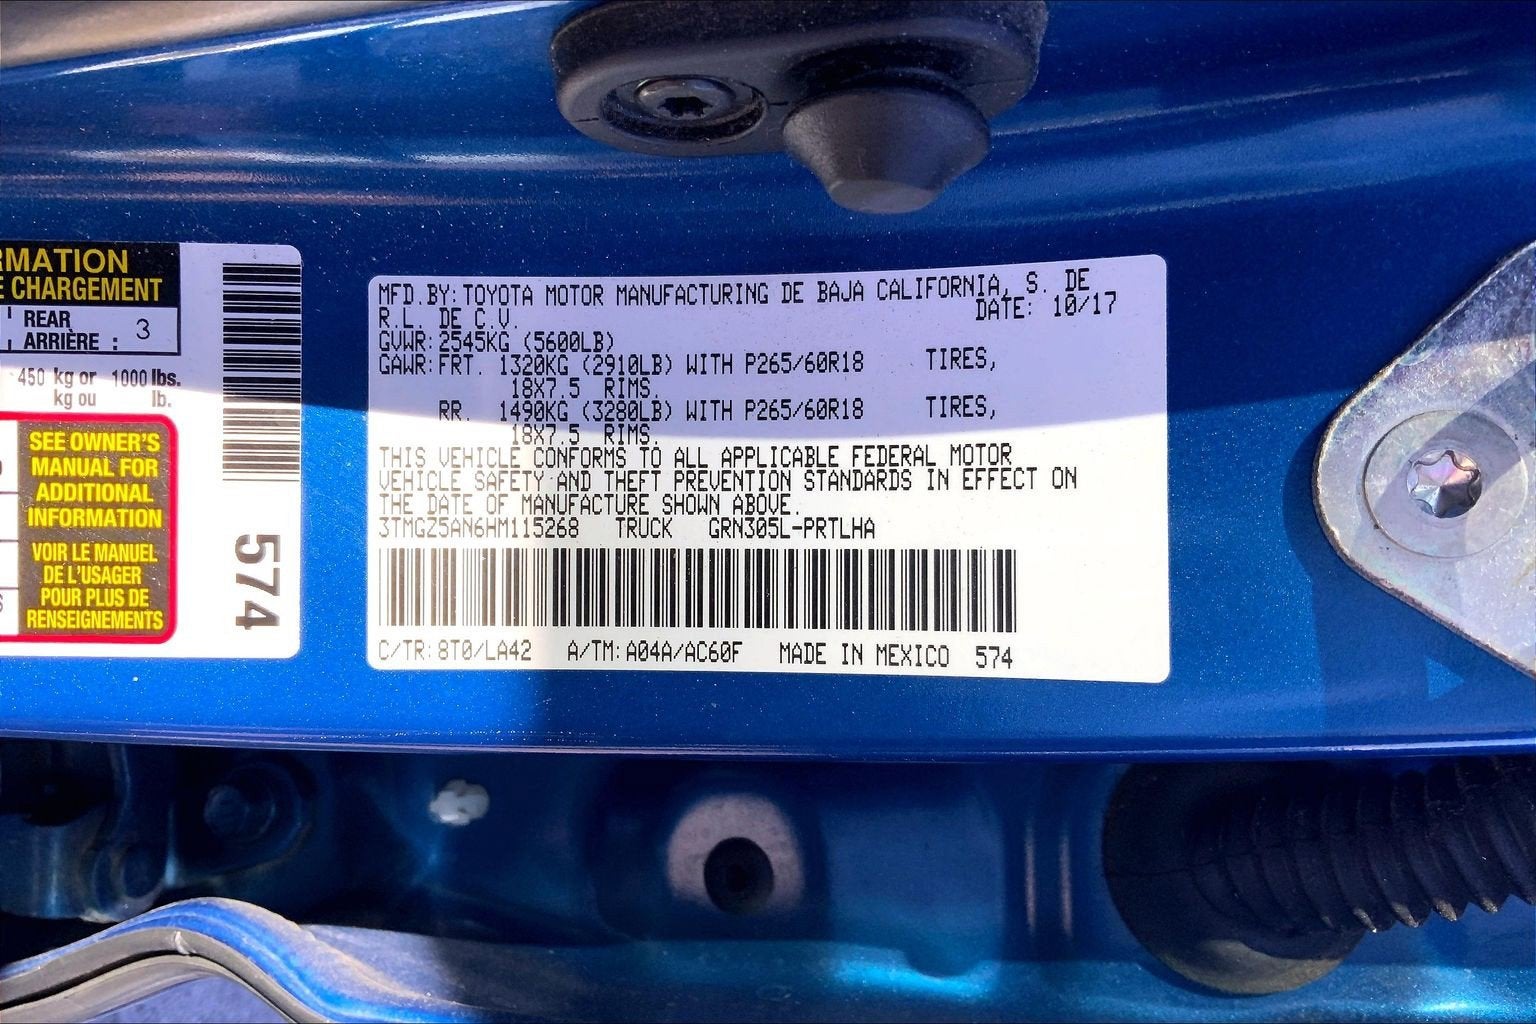 RMATION
E CHARGEMENT
REAR
ARRIÈRE : 3
450 kg or 1000 lbs.
kg ou lb.
SEE OWNER'S
MANUAL FOR
ADDITIONAL
INFORMATION
VOIR LE MANUEL
DE L'USAGER
POUR PLUS DE
RENSEIGNEMENTS
574
MFD.BY:TOYOTA MOTOR MANUFACTURING DE BAJA CALIFORNIA, S. DE
R.L. DE C.V. DATE: 10/17
GVWR:2545KG (5600LB)
GAWR:FRT. 1320KG (2910LB) WITH P265/60R18 TIRES,
18X7.5 RIMS.
RR. 1490KG (3280LB) WITH P265/60R18 TIRES,
18X7.5 RIMS.
THIS VEHICLE CONFORMS TO ALL APPLICABLE FEDERAL MOTOR
VEHICLE SAFETY AND THEFT PREVENTION STANDARDS IN EFFECT ON
THE DATE OF MANUFACTURE SHOWN ABOVE.
3TMGZ5AN6HM115268 TRUCK GRN305L-PRTLHA
C/TR:8T0/LA42 A/TM:A04A/AC60F MADE IN MEXICO 574